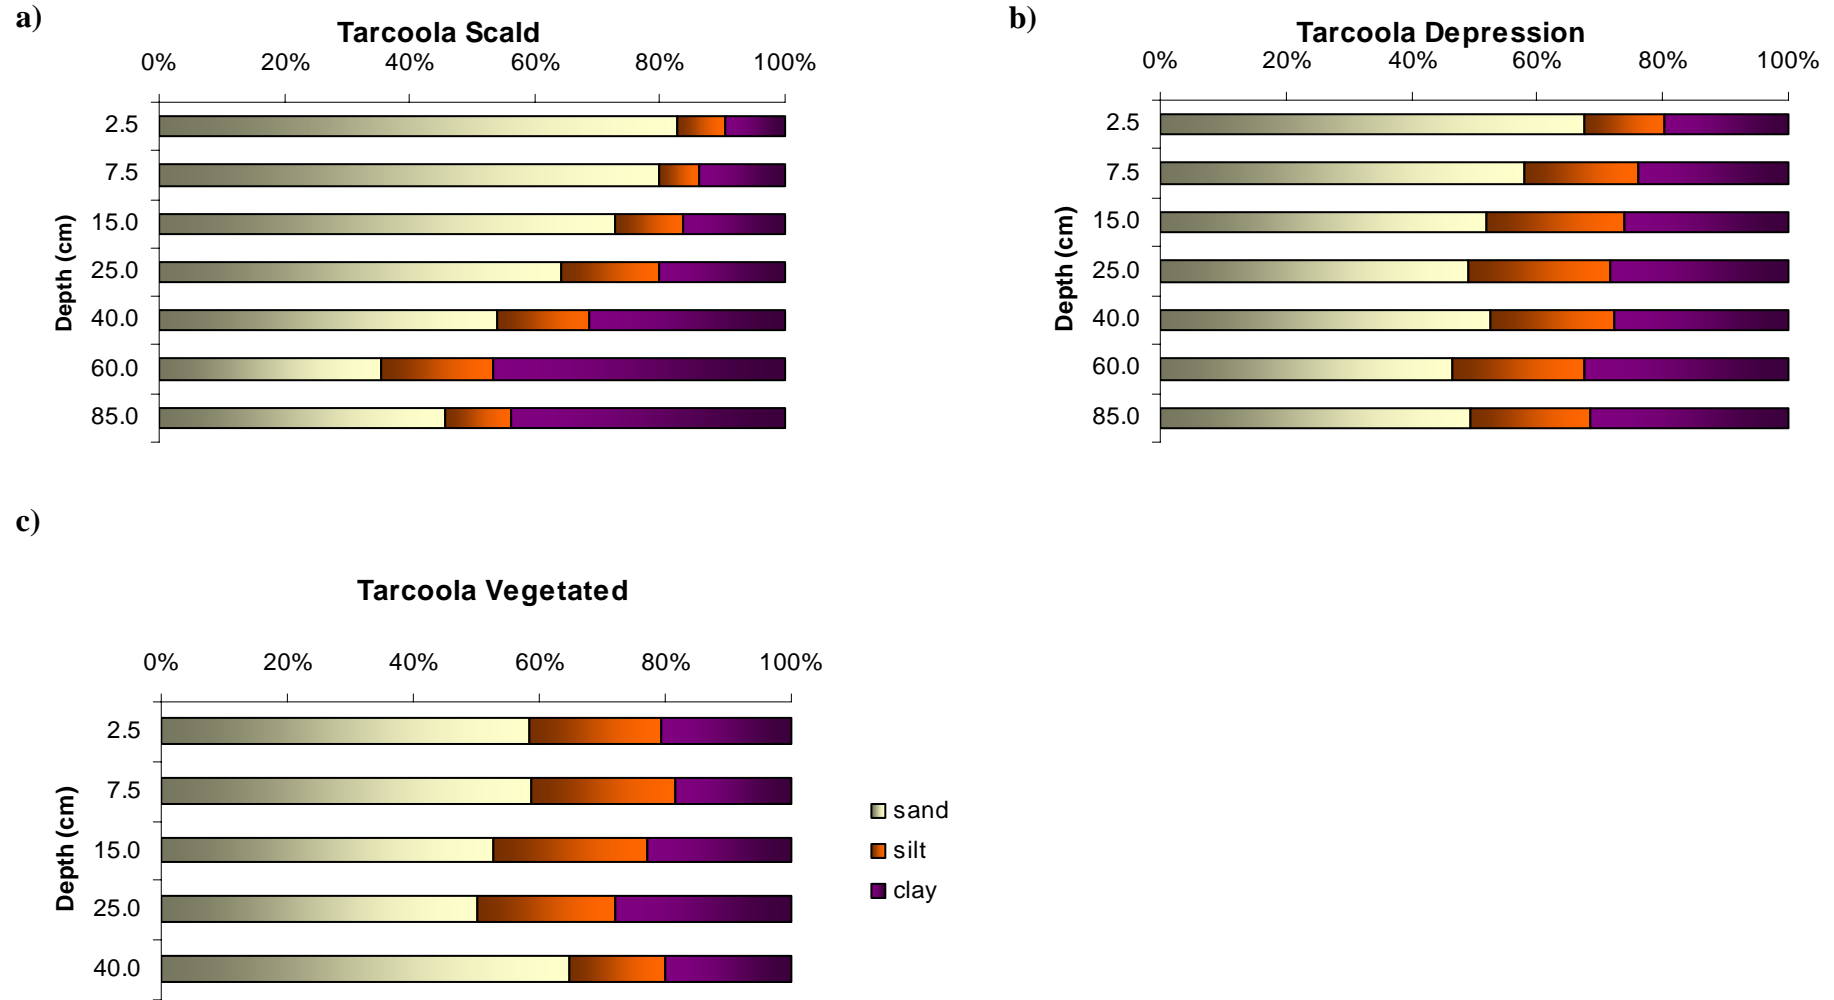 a)
Tarcoola Scald
0% 20% 40% 60% 80% 100%
Depth (cm)
2.5
7.5
15.0
25.0
40.0
60.0
85.0
b)
Tarcoola Depression
0% 20% 40% 60% 80% 100%
Depth (cm)
2.5
7.5
15.0
25.0
40.0
60.0
85.0
c)
Tarcoola Vegetated
0% 20% 40% 60% 80% 100%
Depth (cm)
2.5
7.5
15.0
25.0
40.0
sand
silt
clay